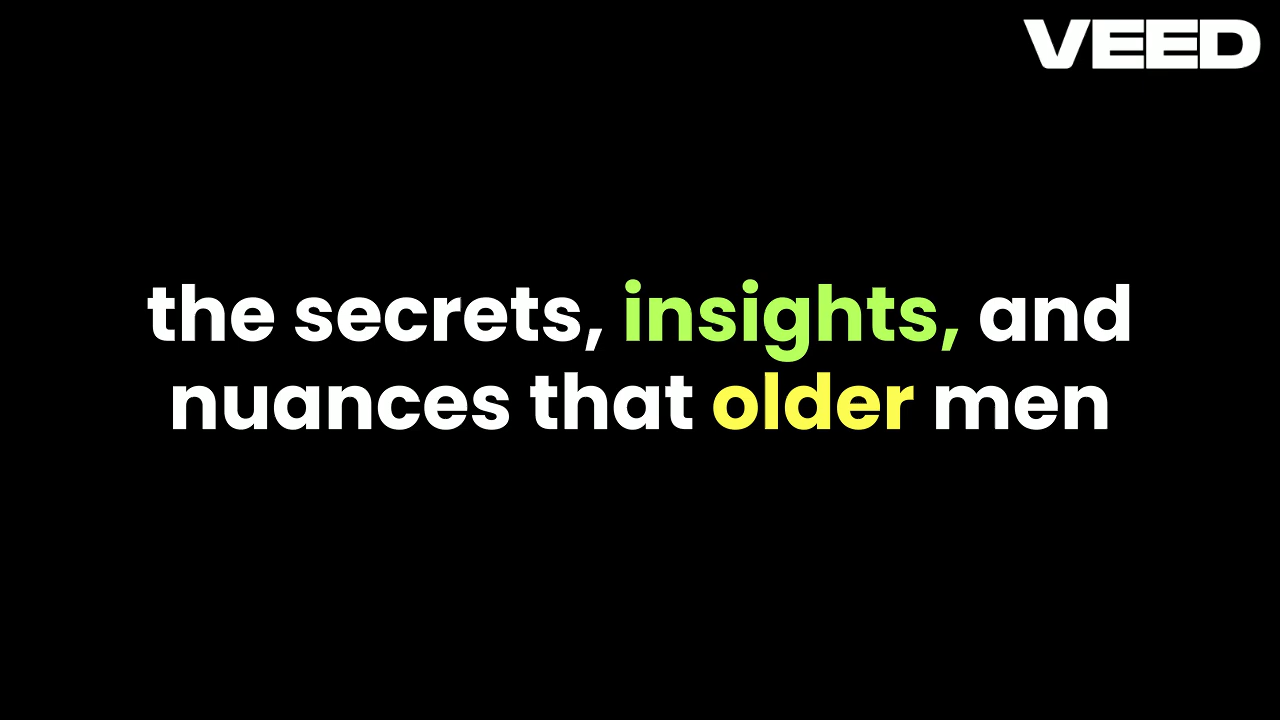 VEED
the secrets, insights, and
nuances that older men